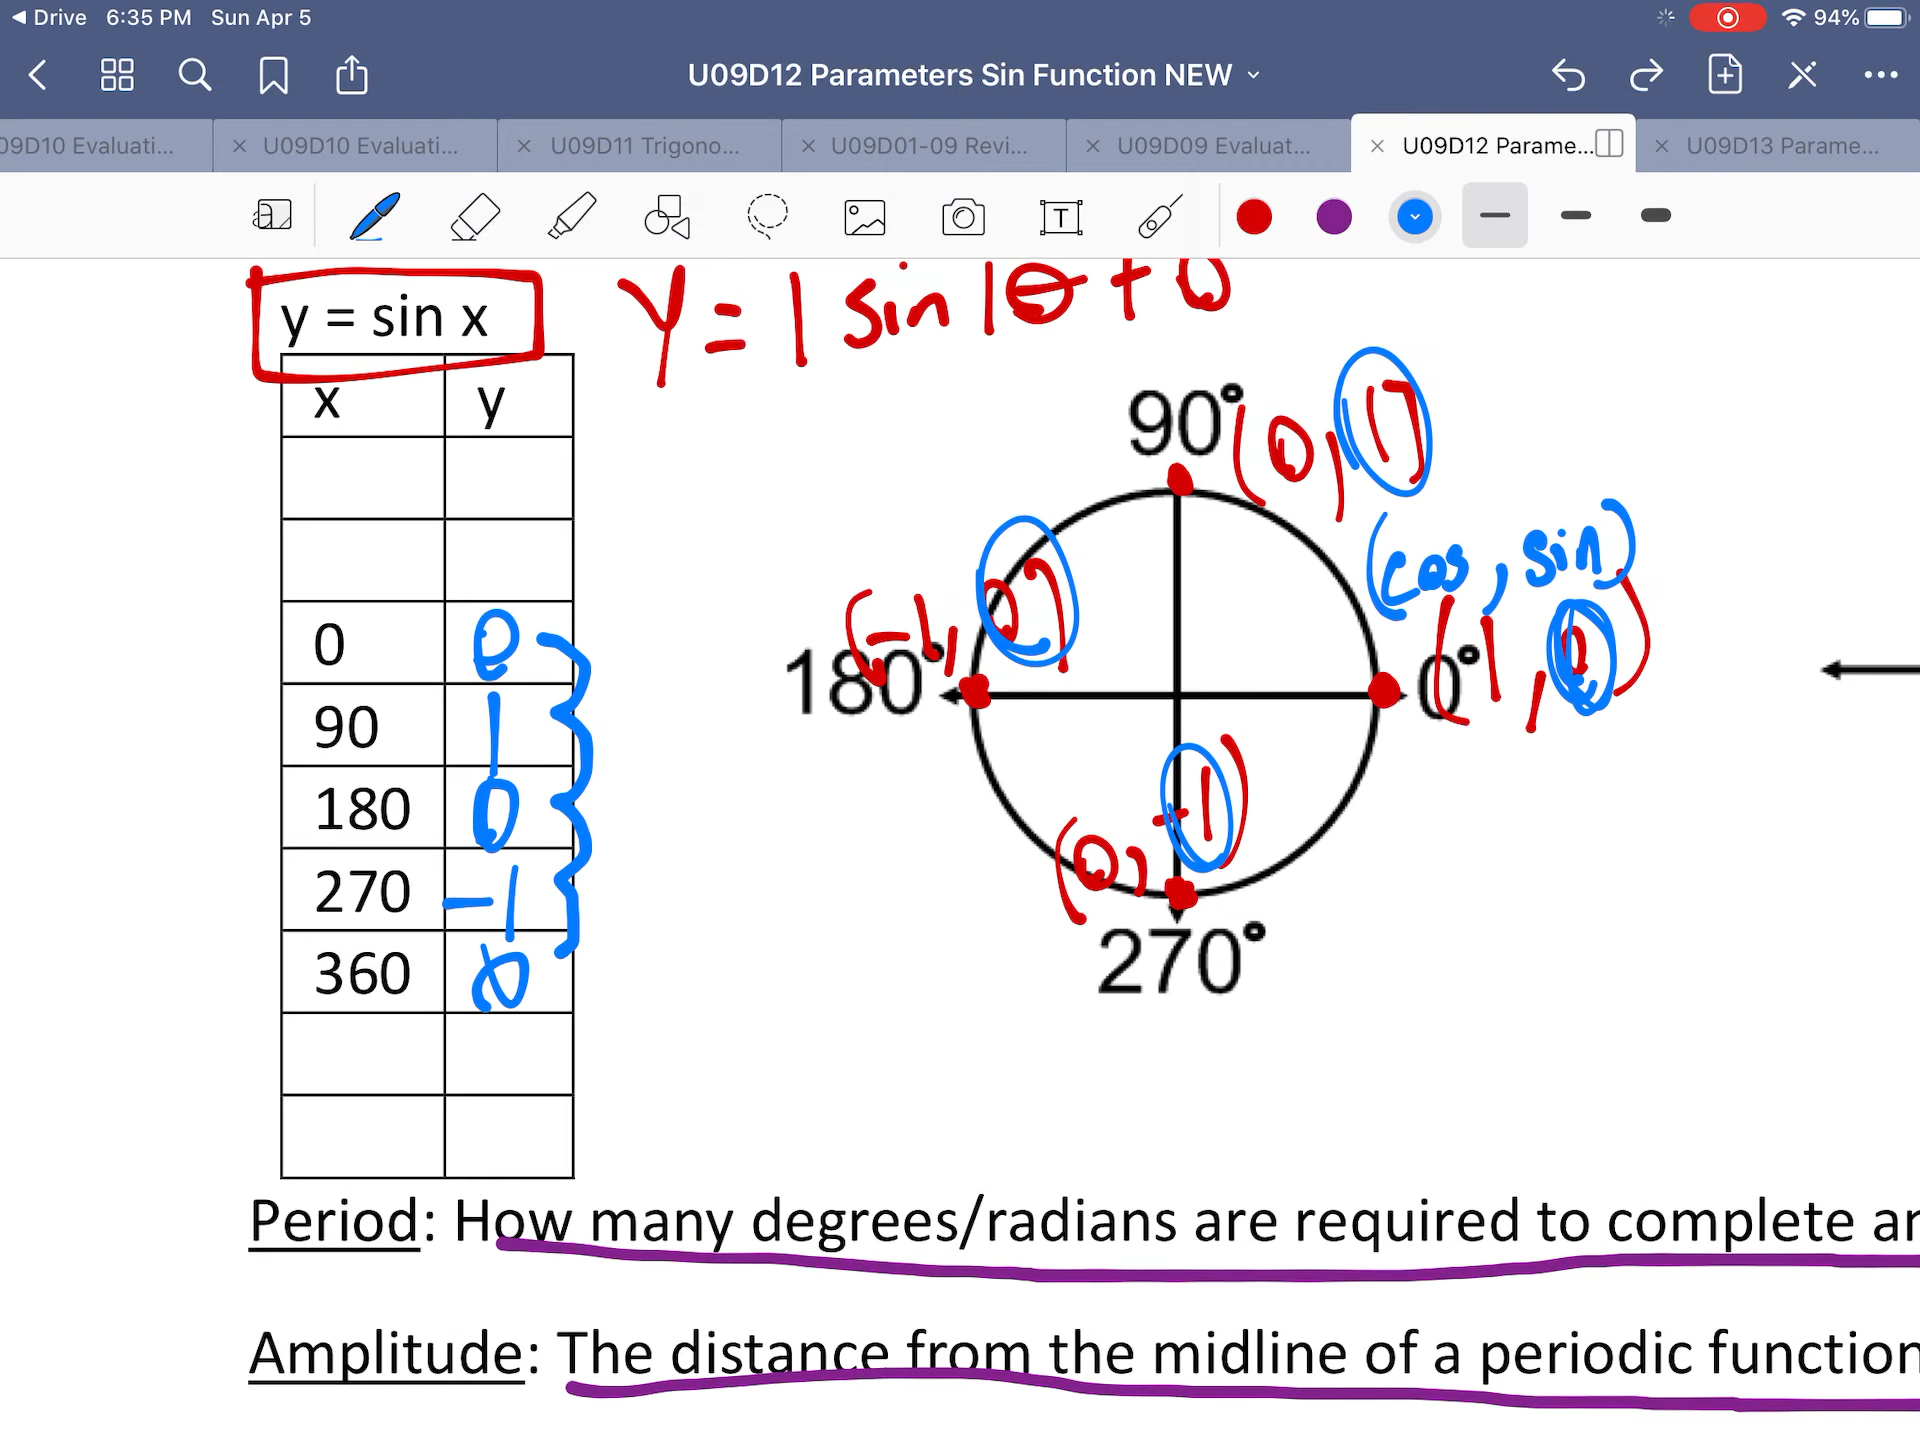 Drive 6:35 PM Sun Apr 5 94%
U09D12 Parameters Sin Function NEW
09D10 Evaluati... U09D10 Evaluati... U09D11 Trigono... U09D01-09 Revi... U09D09 Evaluat... U09D12 Parame... U09D13 Parame...
y = sin x
Y = 1 sin 1θ + 0
x y
90° (0, 1)
(cos, sin)
0 0
(-1, 0)
180° 0° (1, 0)
90 1
180 0
(0, -1)
270 -1
360 0
270°
Period: How many degrees/radians are required to complete an
Amplitude: The distance from the midline of a periodic function